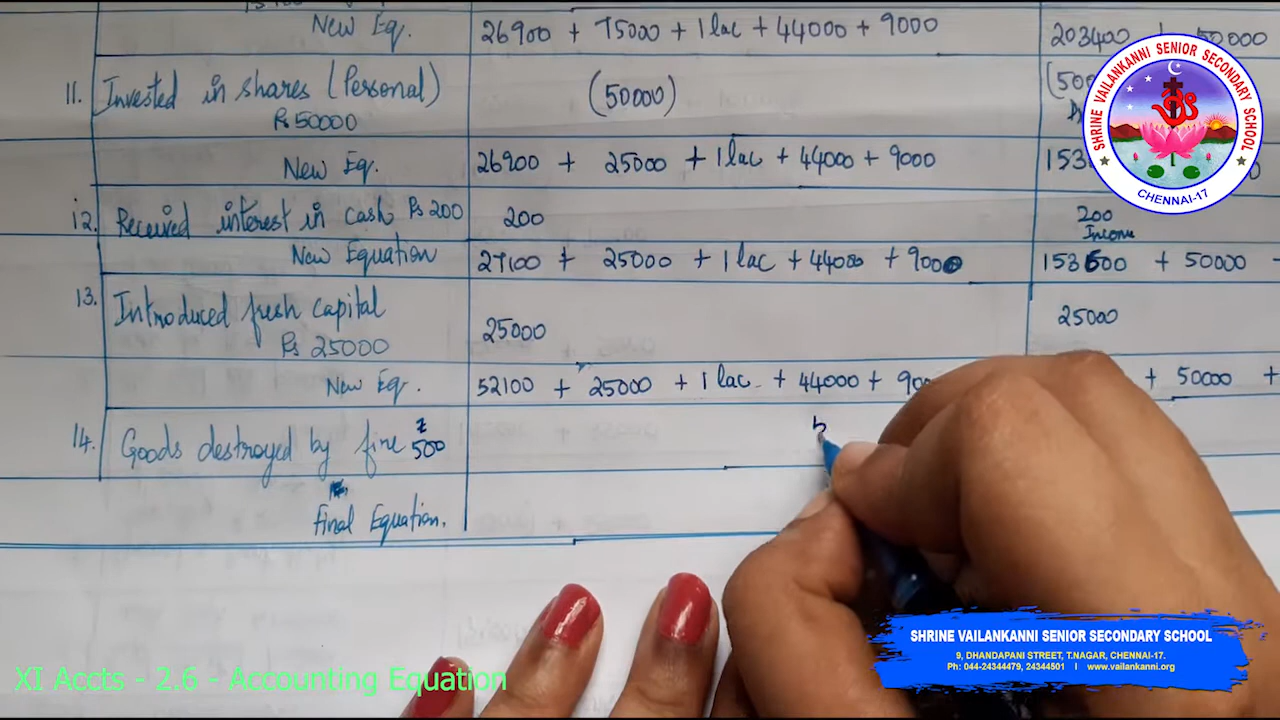 New Eq. 26900 + 75000 + 1 lac + 44000 + 9000 203400 + 50000
11. Invested in shares (Personal) (50000)
Rs 50000
New Eq. 26900 + 25000 + 1 lac + 44000 + 9000
12. Received interest in cash Rs 200 200 200
Income
New Equation 27100 + 25000 + 1 lac + 44000 + 9000 153600 + 50000
13. Introduced fresh capital 25000 25000
Rs 25000
New Eq. 52100 + 25000 + 1 lac + 44000 + + 50000 +
14. Goods destroyed by fire 500
Final Equation.
SHRINE VAILANKANNI SENIOR SECONDARY SCHOOL
CHENNAI-17
SHRINE VAILANKANNI SENIOR SECONDARY SCHOOL
9, DHANDAPANI STREET, T.NAGAR, CHENNAI-17.
Ph: 044-24344479, 24344501 I www.vailankanni.org
XI Accts - 2.6 - Accounting Equation